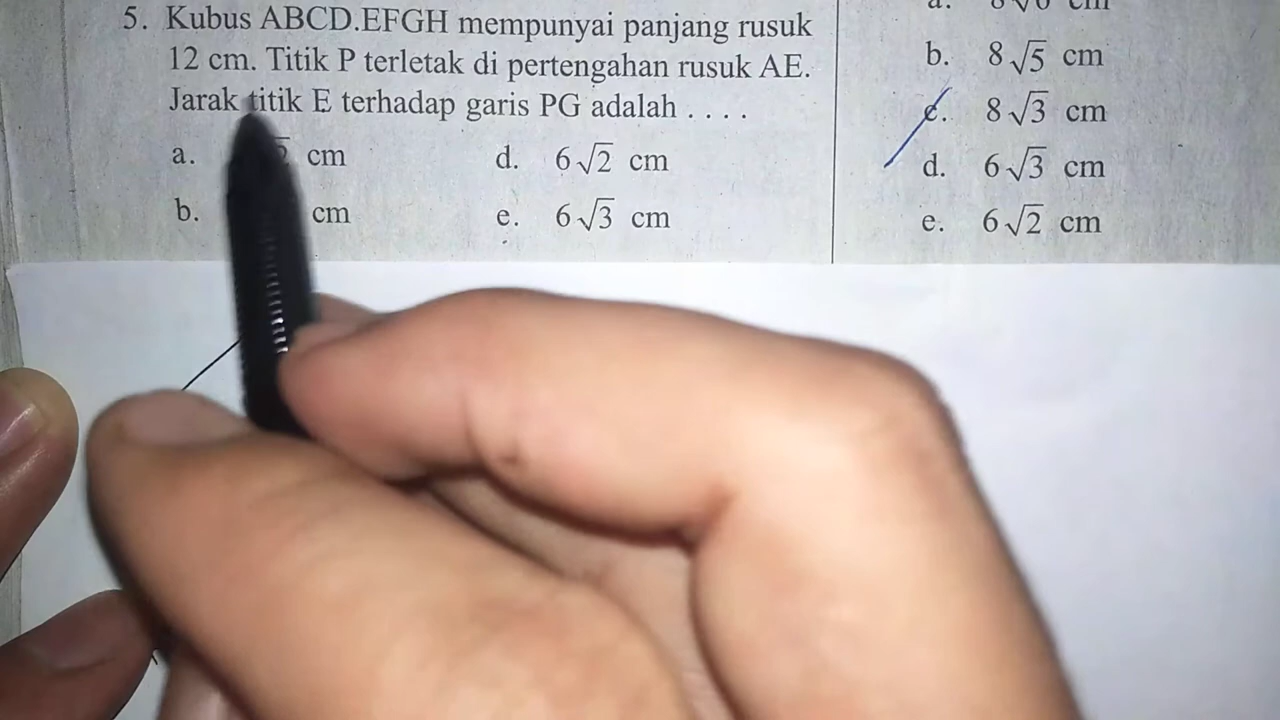 5. Kubus ABCD.EFGH mempunyai panjang rusuk
12 cm. Titik P terletak di pertengahan rusuk AE.
Jarak titik E terhadap garis PG adalah . . . .
a. cm
b. cm
d. 6√2 cm
e. 6√3 cm
a. cm
b. 8√5 cm
c. 8√3 cm
d. 6√3 cm
e. 6√2 cm